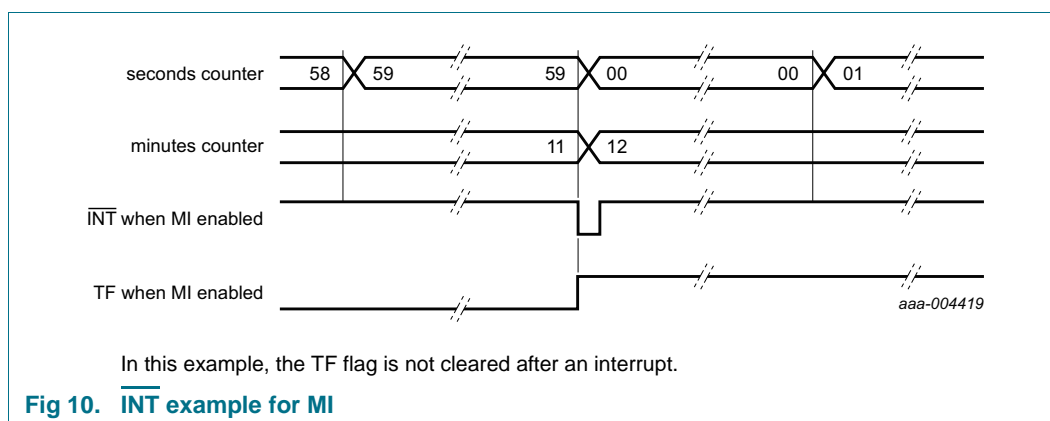 seconds counter 58 59 59 00 00 01
minutes counter 11 12
INT when MI enabled
TF when MI enabled
aaa-004419
In this example, the TF flag is not cleared after an interrupt.
Fig 10. INT example for MI